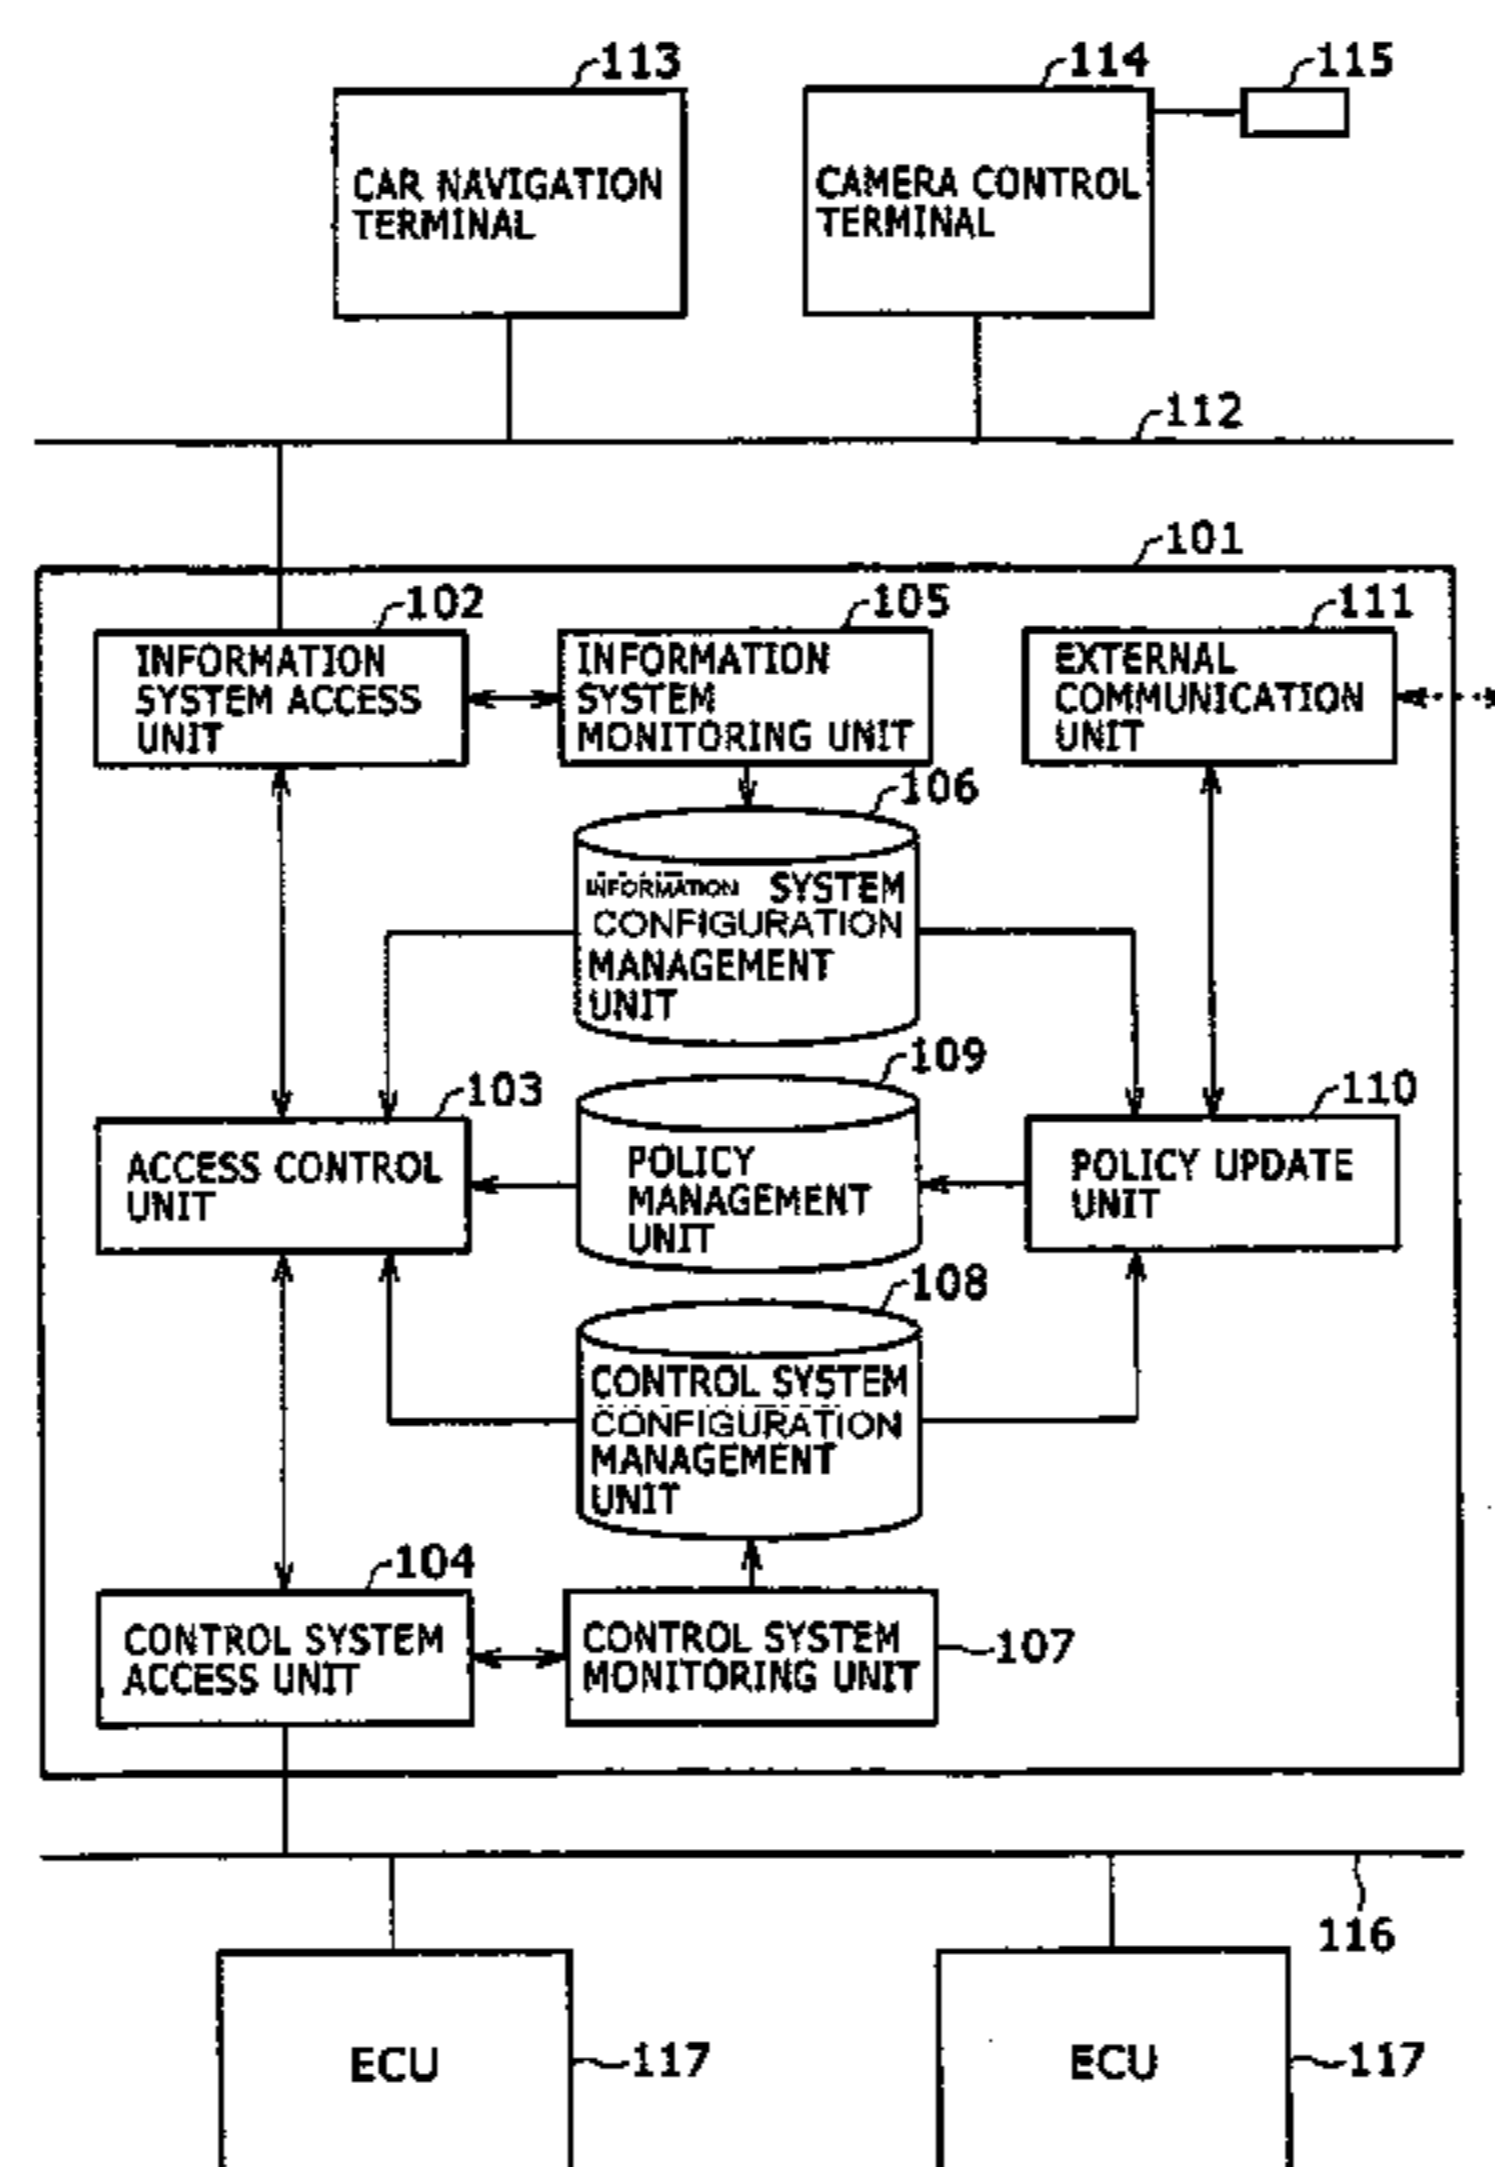 113
114
115
CAR NAVIGATION
TERMINAL
CAMERA CONTROL
TERMINAL
112
101
102
105
111
INFORMATION
SYSTEM ACCESS
UNIT
INFORMATION
SYSTEM
MONITORING UNIT
EXTERNAL
COMMUNICATION
UNIT
106
INFORMATION SYSTEM
CONFIGURATION
MANAGEMENT
UNIT
109
103
110
ACCESS CONTROL
UNIT
POLICY
MANAGEMENT
UNIT
POLICY UPDATE
UNIT
108
CONTROL SYSTEM
CONFIGURATION
MANAGEMENT
UNIT
104
CONTROL SYSTEM
ACCESS UNIT
CONTROL SYSTEM
MONITORING UNIT
107
116
ECU
117
ECU
117